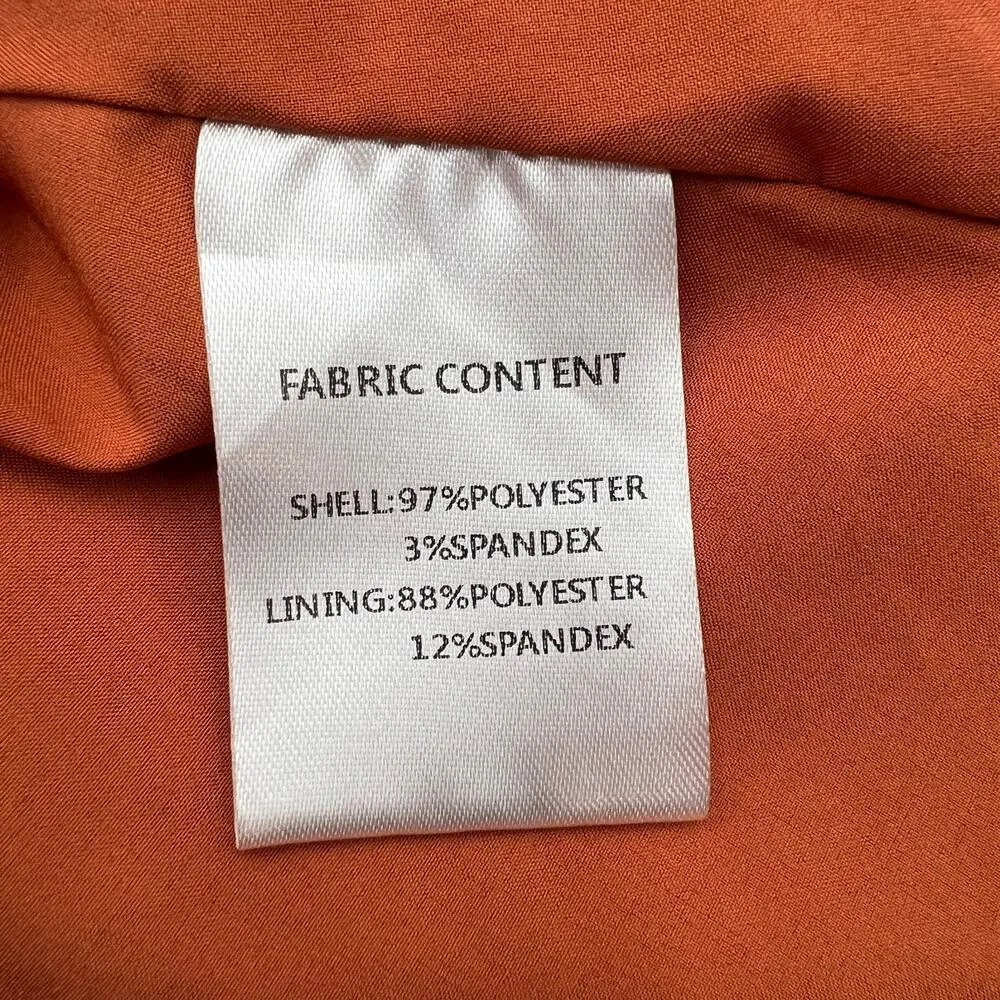 FABRIC CONTENT
SHELL:97%POLYESTER
3%SPANDEX
LINING:88%POLYESTER
12%SPANDEX